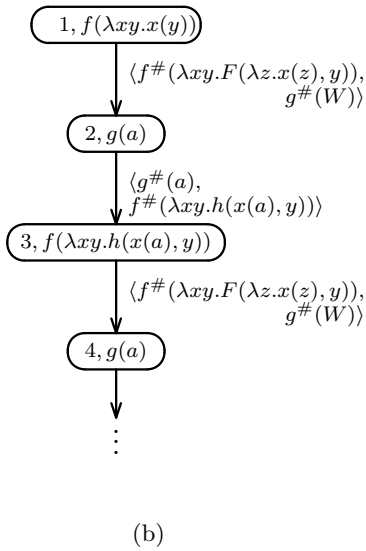 1, f(λxy.x(y))
⟨f^#(λxy.F(λz.x(z), y)),
g^#(W)⟩
2, g(a)
⟨g^#(a),
f^#(λxy.h(x(a), y))⟩
3, f(λxy.h(x(a), y))
⟨f^#(λxy.F(λz.x(z), y)),
g^#(W)⟩
4, g(a)
⋮
(b)